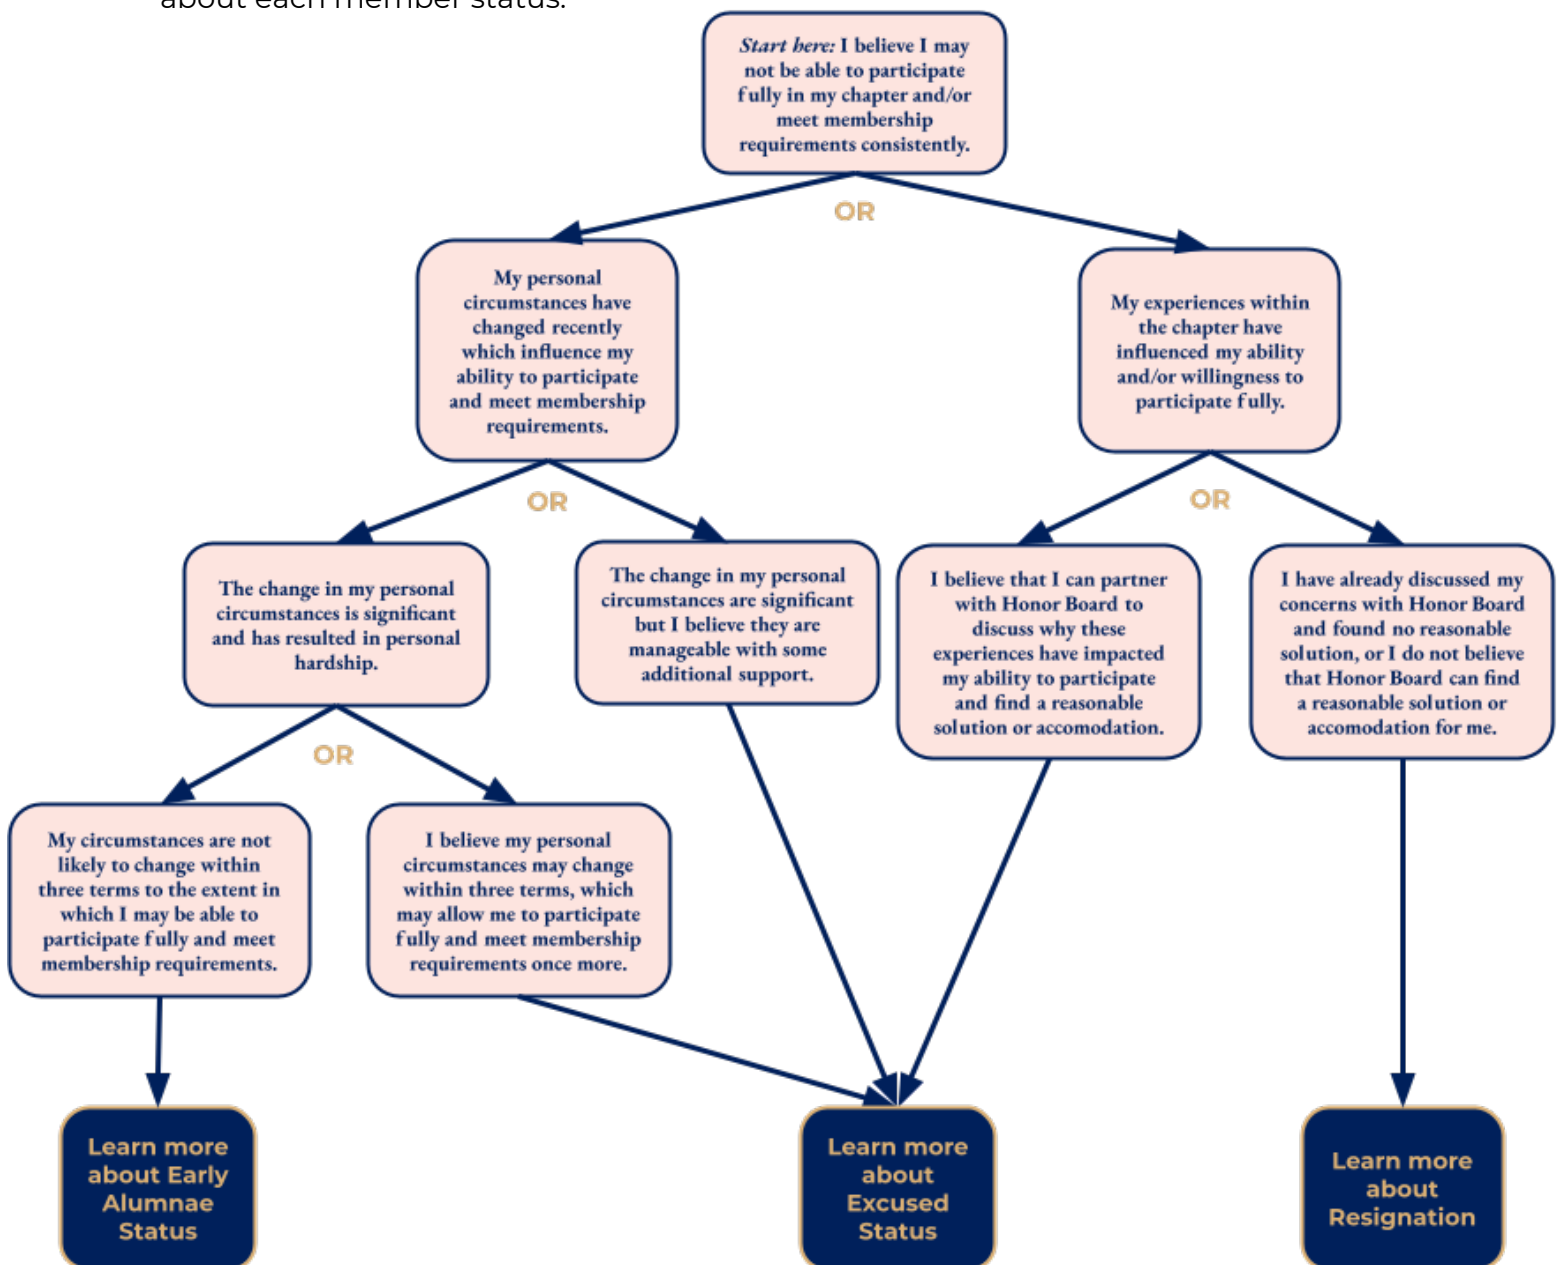 about each member status.
Start here: I believe I may
not be able to participate
fully in my chapter and/or
meet membership
requirements consistently.
OR
My personal
circumstances have
changed recently
which influence my
ability to participate
and meet membership
requirements.
My experiences within
the chapter have
influenced my ability
and/or willingness to
participate fully.
OR
OR
The change in my personal
circumstances is significant
and has resulted in personal
hardship.
The change in my personal
circumstances are significant
but I believe they are
manageable with some
additional support.
I believe that I can partner
with Honor Board to
discuss why these
experiences have impacted
my ability to participate
and find a reasonable
solution or accomodation.
I have already discussed my
concerns with Honor Board
and found no reasonable
solution, or I do not believe
that Honor Board can find
a reasonable solution or
accomodation for me.
OR
My circumstances are not
likely to change within
three terms to the extent in
which I may be able to
participate fully and meet
membership requirements.
I believe my personal
circumstances may change
within three terms, which
may allow me to participate
fully and meet membership
requirements once more.
Learn more
about Early
Alumnae
Status
Learn more
about
Excused
Status
Learn more
about
Resignation